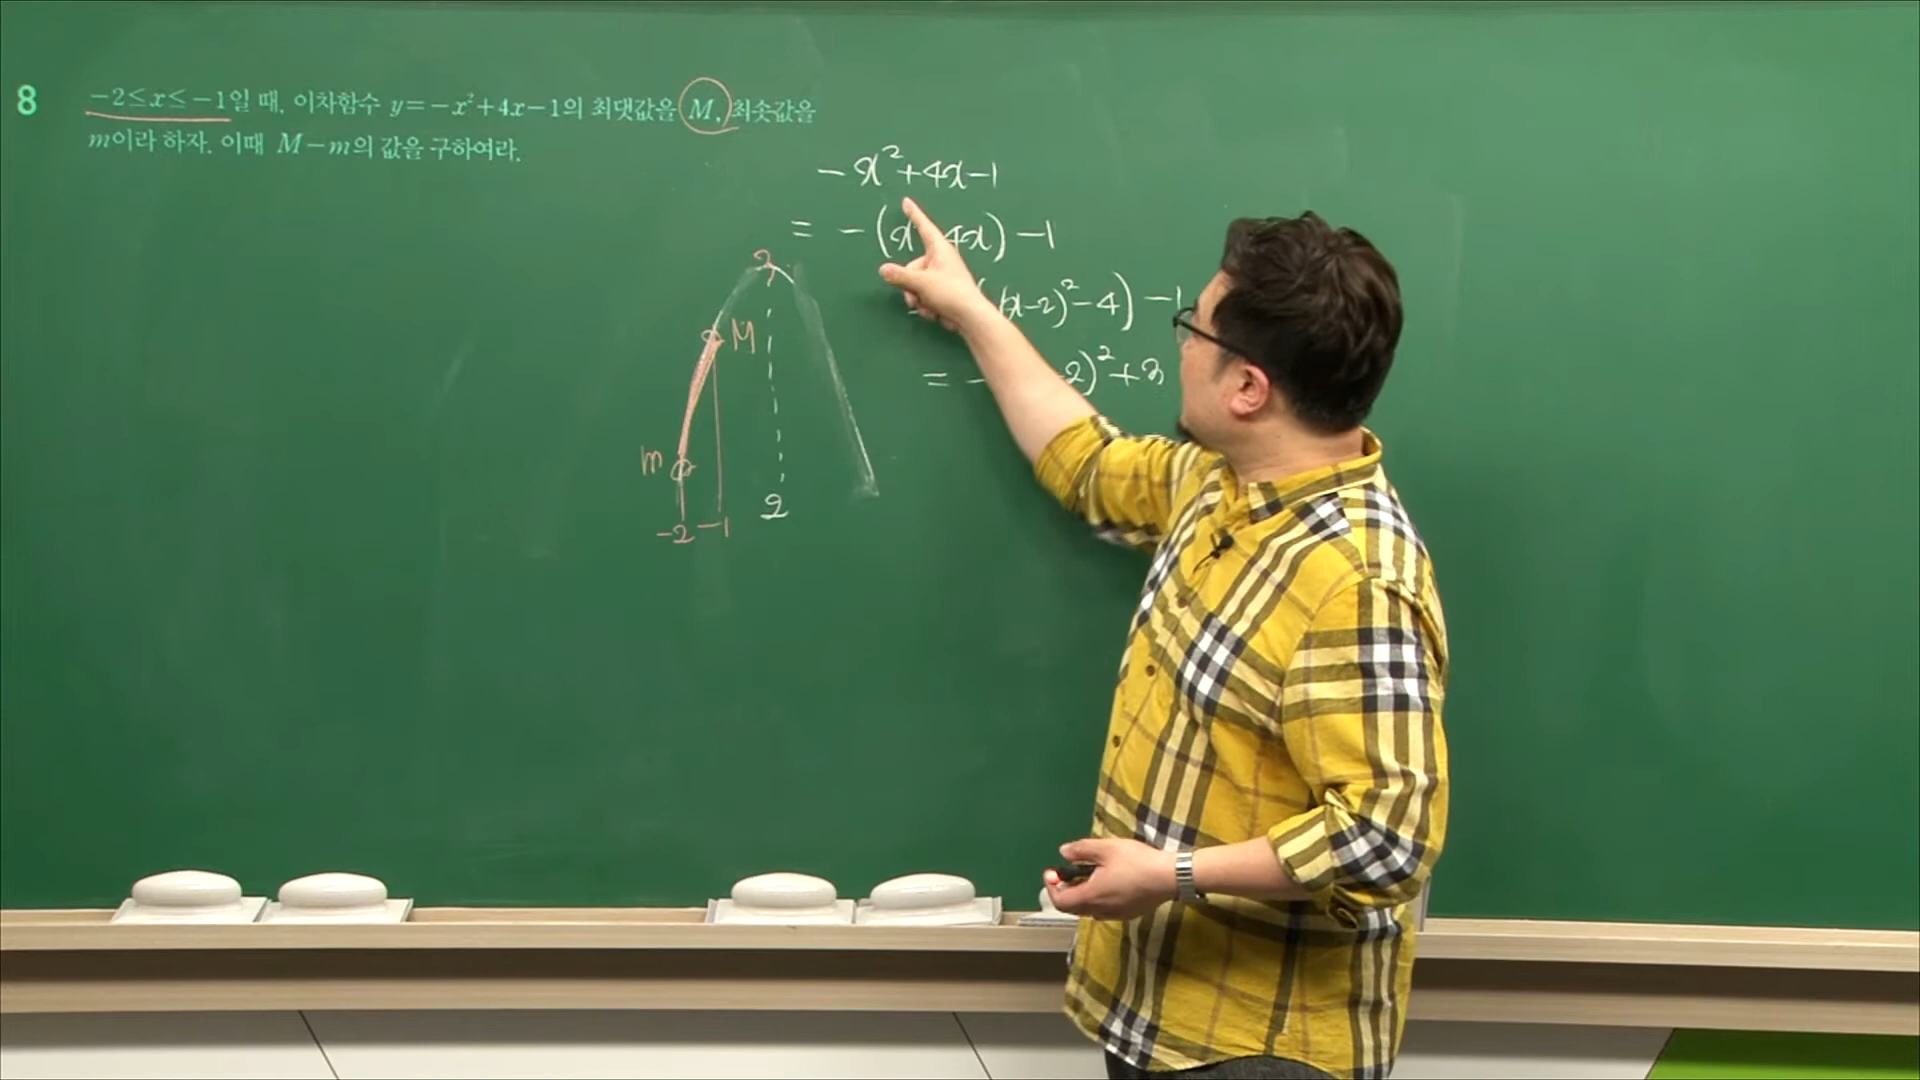 8 -2≤x≤-1일 때, 이차함수 y=-x²+4x-1의 최댓값을 M, 최솟값을
m이라 하자. 이때 M-m의 값을 구하여라.
-x²+4x-1
= -(x 4x)-1
(x-2)²-4)-1
= - -2)²+3
3
M
m
-2 -1
2